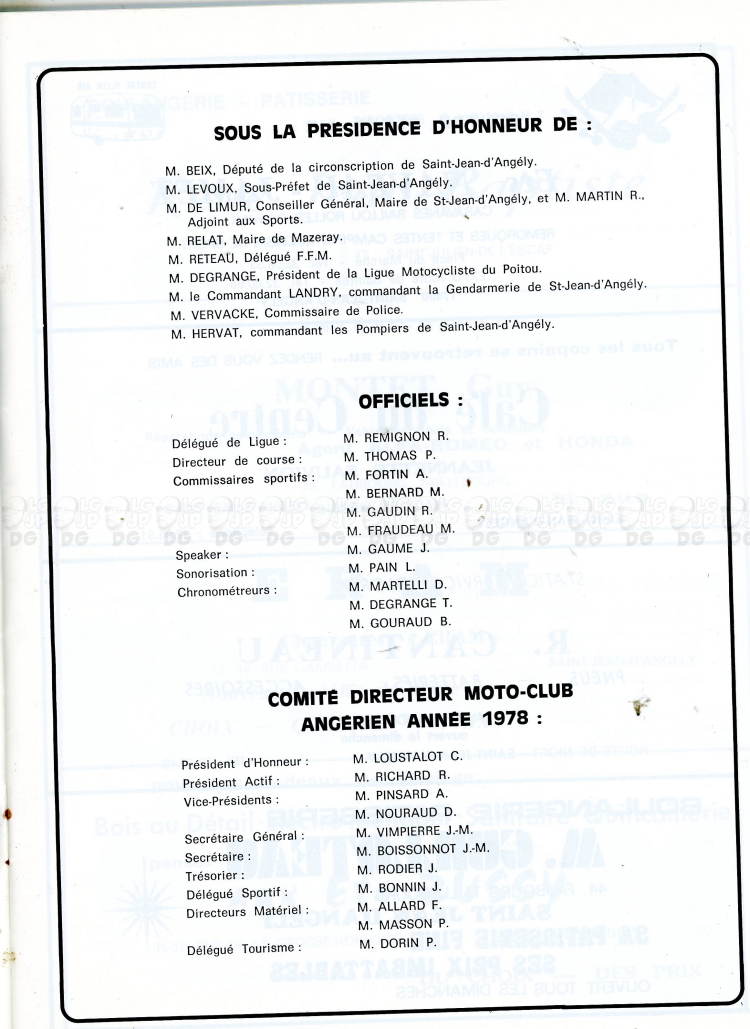 SOUS LA PRÉSIDENCE D'HONNEUR DE :
M. BEIX, Député de la circonscription de Saint-Jean-d'Angély.
M. LEVOUX, Sous-Préfet de Saint-Jean-d'Angély.
M. DE LIMUR, Conseiller Général, Maire de St-Jean-d'Angély, et M. MARTIN R.,
Adjoint aux Sports.
M. RELAT, Maire de Mazeray.
M. RETEAU, Délégué F.F.M.
M. DEGRANGE, Président de la Ligue Motocycliste du Poitou.
M. le Commandant LANDRY, commandant la Gendarmerie de St-Jean-d'Angély.
M. VERVACKE, Commissaire de Police.
M. HERVAT, commandant les Pompiers de Saint-Jean-d'Angély.
OFFICIELS :
Délégué de Ligue : M. REMIGNON R.
Directeur de course : M. THOMAS P.
Commissaires sportifs : M. FORTIN A.
M. BERNARD M.
M. GAUDIN R.
M. FRAUDEAU M.
Speaker : M. GAUME J.
Sonorisation : M. PAIN L.
Chronométreurs : M. MARTELLI D.
M. DEGRANGE T.
M. GOURAUD B.
COMITÉ DIRECTEUR MOTO-CLUB
ANGÉRIEN ANNÉE 1978 :
Président d'Honneur : M. LOUSTALOT C.
Président Actif : M. RICHARD R.
Vice-Présidents : M. PINSARD A.
M. NOURAUD D.
Secrétaire Général : M. VIMPIERRE J.-M.
Secrétaire : M. BOISSONNOT J.-M.
Trésorier : M. RODIER J.
Délégué Sportif : M. BONNIN J.
Directeurs Matériel : M. ALLARD F.
M. MASSON P.
Délégué Tourisme : M. DORIN P.